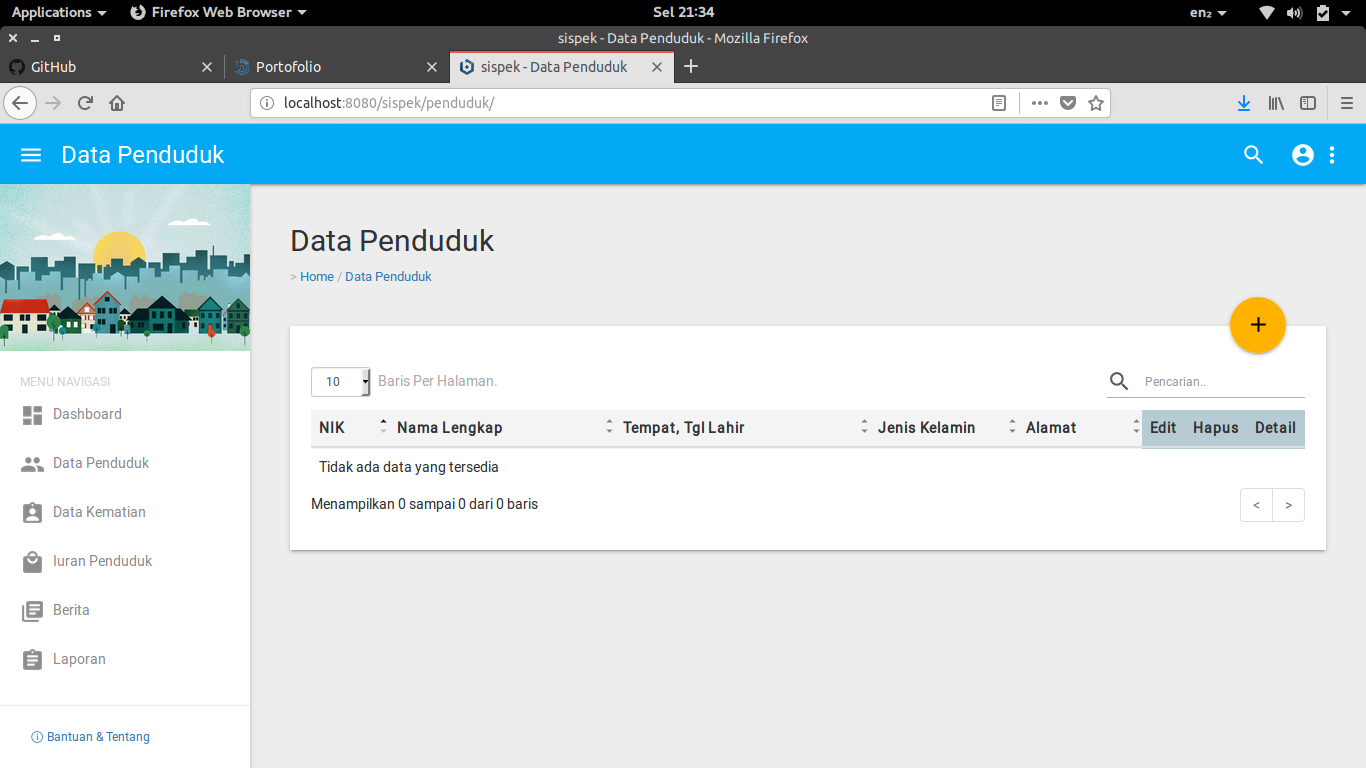 Applications Firefox Web Browser Sel 21:34 en₂
sispek - Data Penduduk - Mozilla Firefox
GitHub Portofolio sispek - Data Penduduk
localhost:8080/sispek/penduduk/
Data Penduduk
Data Penduduk
> Home / Data Penduduk
MENU NAVIGASI
Dashboard
Data Penduduk
Data Kematian
Iuran Penduduk
Berita
Laporan
Bantuan & Tentang
10 Baris Per Halaman. Pencarian..
NIK Nama Lengkap Tempat, Tgl Lahir Jenis Kelamin Alamat Edit Hapus Detail
Tidak ada data yang tersedia
Menampilkan 0 sampai 0 dari 0 baris < >